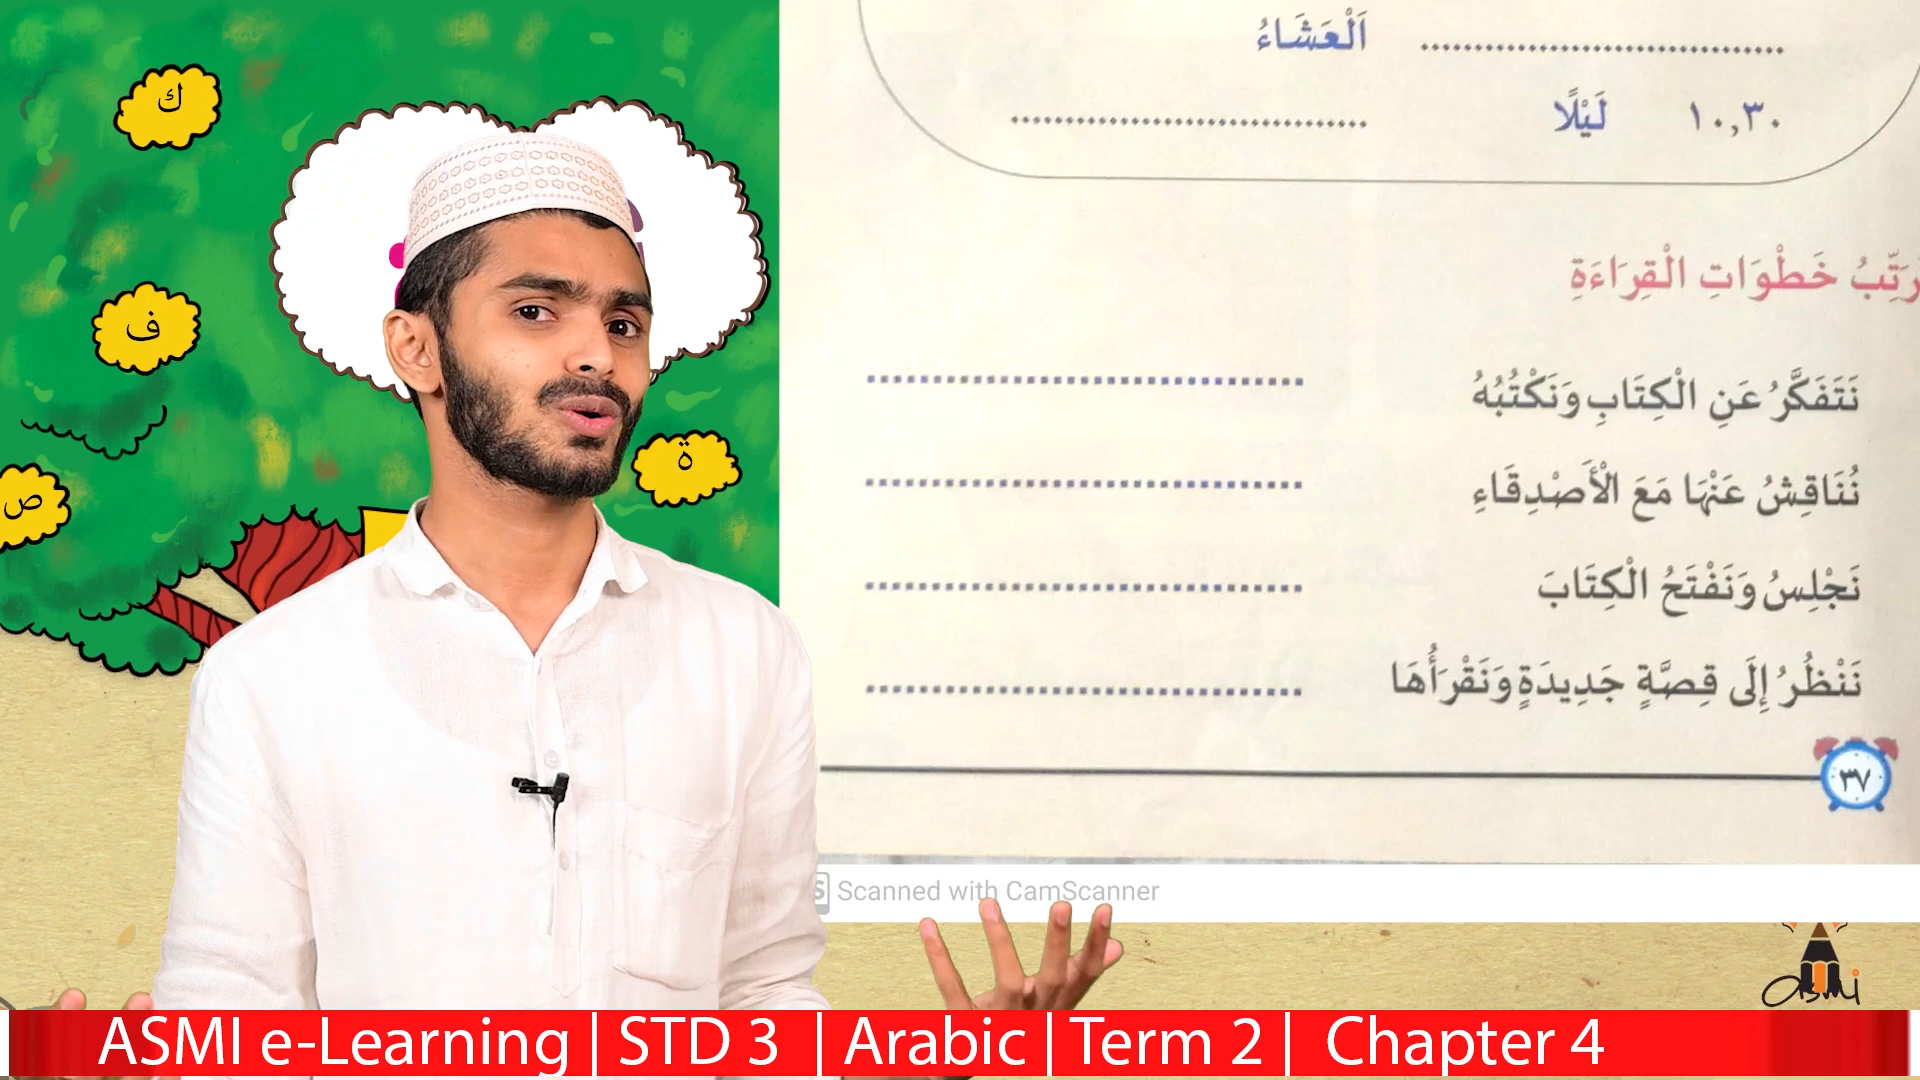 ك
ف
ة
ص
اَلْعَشَاءُ ......................
١٠,٣٠ لَيْلًا ......................
نُرَتِّبُ خَطْوَاتِ الْقِرَاءَةِ
نَتَفَكَّرُ عَنِ الْكِتَابِ وَنَكْتُبُهُ ......................
نُنَاقِشُ عَنْهَا مَعَ الْأَصْدِقَاءِ ......................
نَجْلِسُ وَنَفْتَحُ الْكِتَابَ ......................
نَنْظُرُ إِلَى قِصَّةٍ جَدِيدَةٍ وَنَقْرَأُهَا ......................
٣٧
Scanned with CamScanner
asmi
ASMI e-Learning | STD 3 | Arabic | Term 2 | Chapter 4